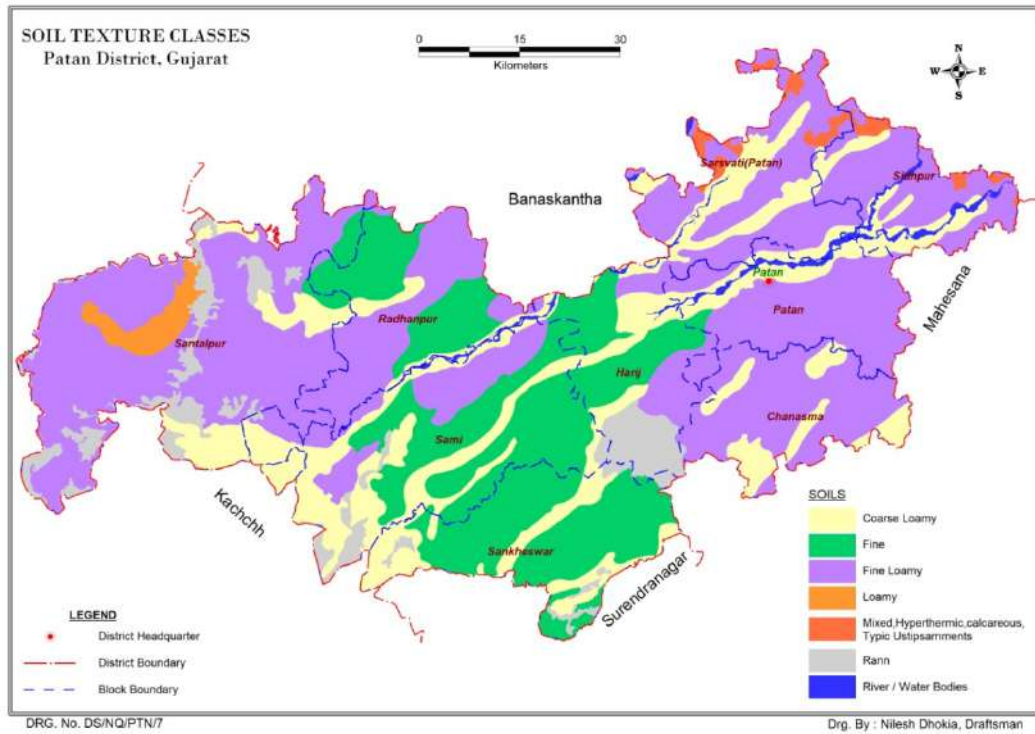 SOIL TEXTURE CLASSES
Patan District, Gujarat
0 15 30
Kilometers
N
W E
S
Banaskantha
Sarsvati(Patan)
Sidhpur
Patan
Patan
Mahesana
Radhanpur
Santalpur
Harij
Chanasma
Sami
Kachchh
Sankheswar
Surendranagar
SOILS
Coarse Loamy
Fine
Fine Loamy
Loamy
Mixed,Hyperthermic,calcareous,
Typic Ustipsamments
Rann
River / Water Bodies
LEGEND
District Headquarter
District Boundary
Block Boundary
DRG. No. DS/NQ/PTN/7
Drg. By : Nilesh Dhokia, Draftsman